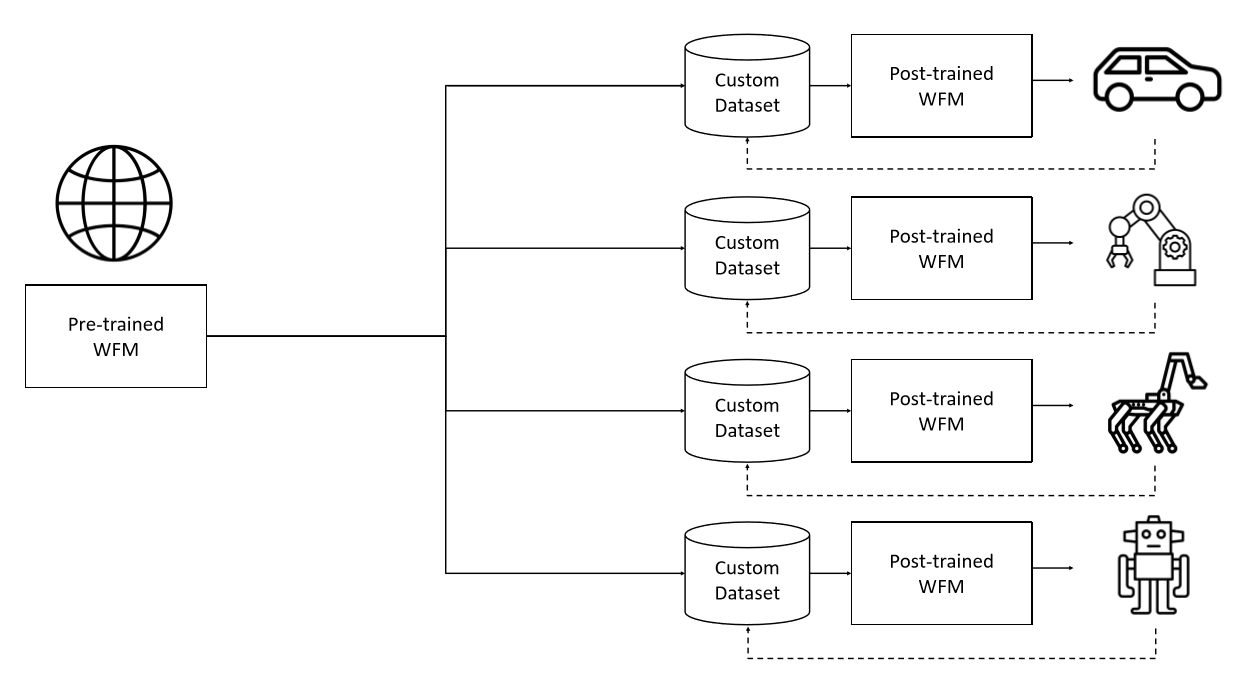 Custom
Dataset
Post-trained
WFM
Custom
Dataset
Post-trained
WFM
Pre-trained
WFM
Custom
Dataset
Post-trained
WFM
Custom
Dataset
Post-trained
WFM